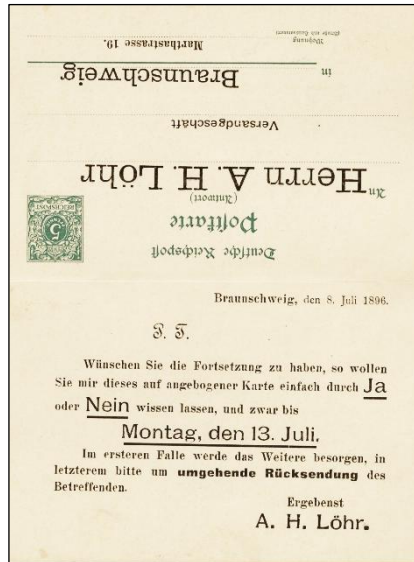 Deutsche Reichspost
Postkarte
(Antwort)
An Herrn A. H. Löhr
Versandgeschäft
in Braunschweig
Wohnung
Marthastrasse 19.
REICHSPOST
5
Braunschweig, den 8. Juli 1896.
P. T.
Wünschen Sie die Fortsetzung zu haben, so wollen
Sie mir dieses auf angebogener Karte einfach durch Ja
oder Nein wissen lassen, und zwar bis
Montag, den 13. Juli.
Im ersteren Falle werde das Weitere besorgen, in
letzterem bitte um umgehende Rücksendung des
Betreffenden.
Ergebenst
A. H. Löhr.